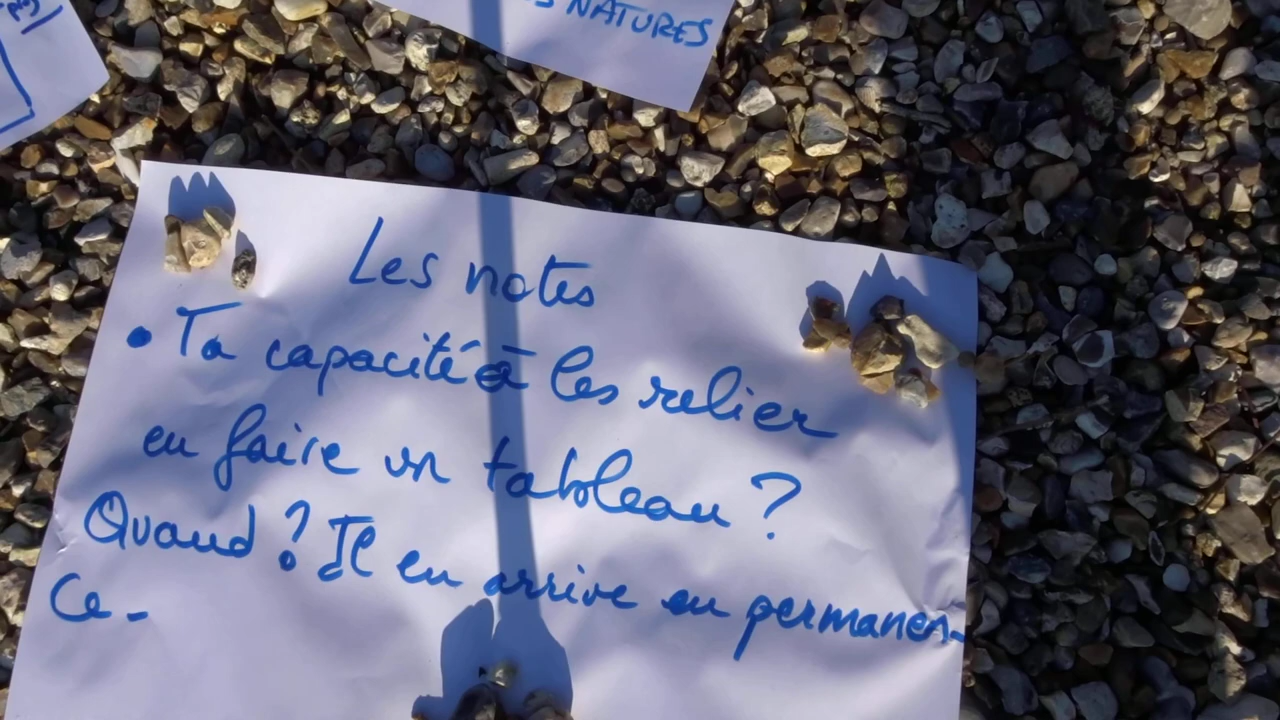 NATURES
Les notes
• Ta capacité à les relier
en faire un tableau ?
Quand ? Il en arrive en permanen-
ce-